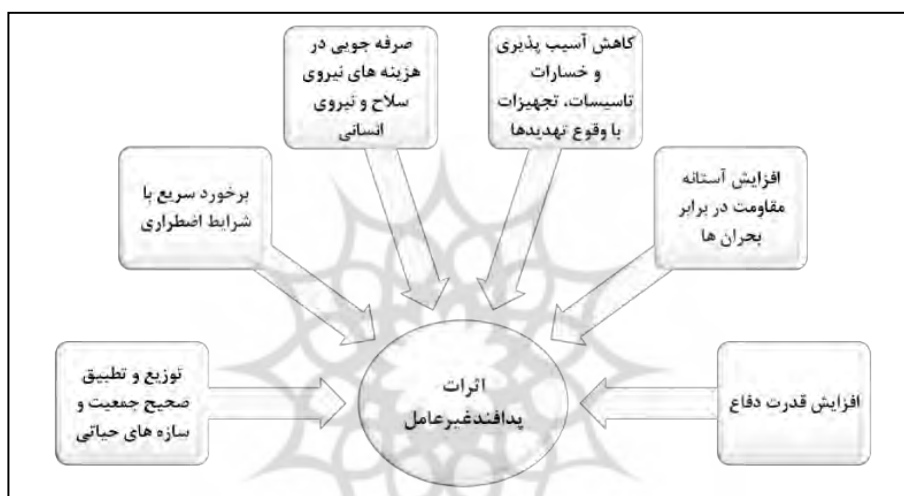 کاهش آسیب پذیری
و خسارات
تاسیسات، تجهیزات
با وقوع تهدیدها
صرفه جویی در
هزینه های نیروی
سلاح و نیروی
انسانی
افزایش آستانه
مقاومت در برابر
بحران ها
برخورد سریع با
شرایط اضطراری
افزایش قدرت دفاع
اثرات
پدافندغیرعامل
توزیع و تطبیق
صحیح جمعیت و
سازه های حیاتی